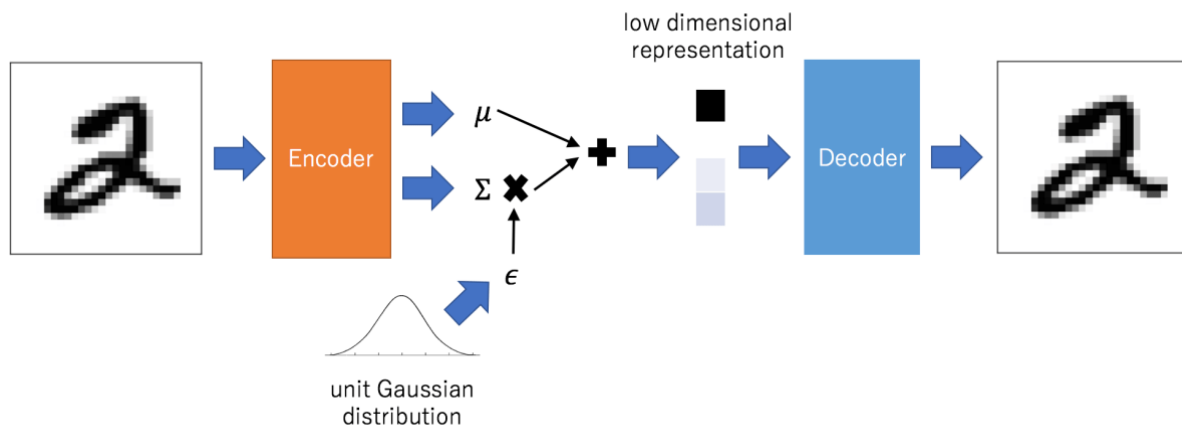 low dimensional
representation
Encoder
μ
Σ
ϵ
Decoder
unit Gaussian
distribution